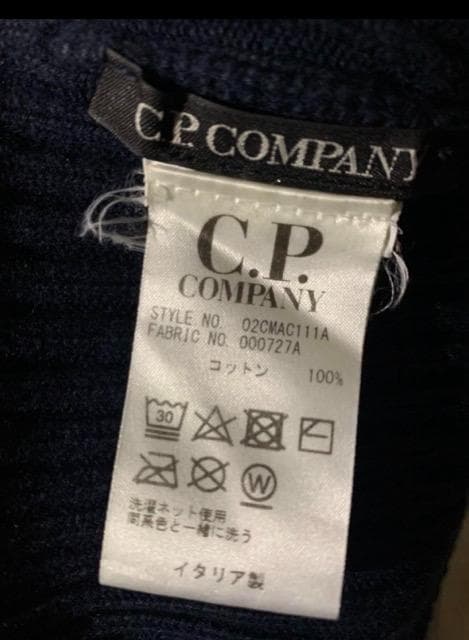 C.P. COMPANY
C.P.
COMPANY
STYLE NO. 02CMAC111A
FABRIC NO. 000727A
コットン 100%
30
W
洗濯ネット使用
同系色と一緒に洗う
イタリア製